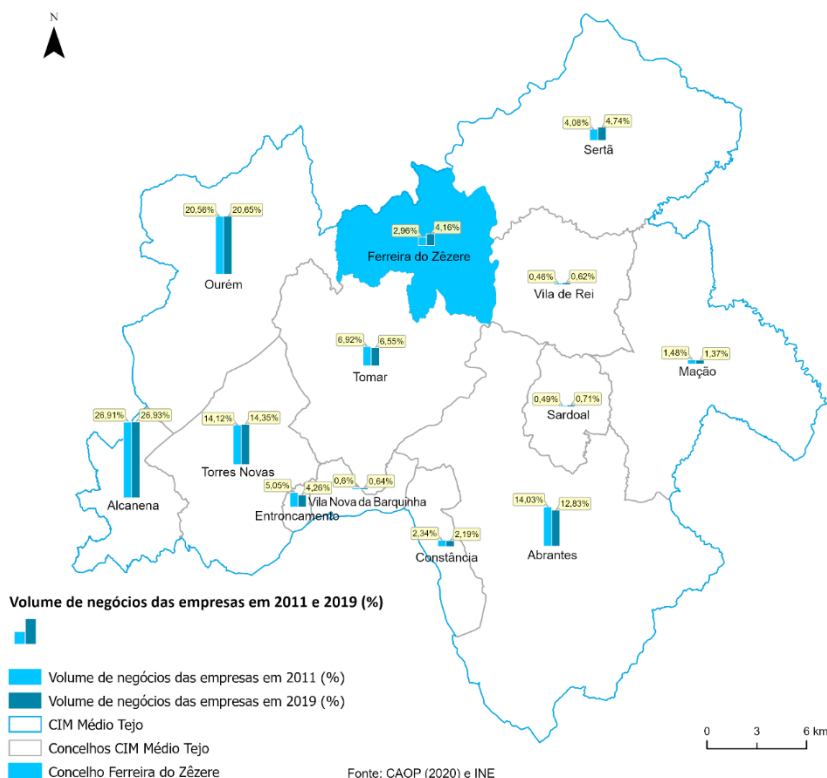 N
4,08% 4,74%
Sertã
20,56% 20,65%
Ourém
2,96% 4,16%
Ferreira do Zêzere
0,46% 0,62%
Vila de Rei
6,92% 6,55%
Tomar
1,48% 1,37%
Mação
0,49% 0,71%
Sardoal
26,91% 26,93%
Alcanena
14,12% 14,35%
Torres Novas
5,05% 4,26%
Entroncamento
0,6% 0,64%
Vila Nova da Barquinha
2,34% 2,19%
Constância
14,03% 12,83%
Abrantes
Volume de negócios das empresas em 2011 e 2019 (%)
Volume de negócios das empresas em 2011 (%)
Volume de negócios das empresas em 2019 (%)
CIM Médio Tejo
Concelhos CIM Médio Tejo
Concelho Ferreira do Zêzere
Fonte: CAOP (2020) e INE
0 3 6 km